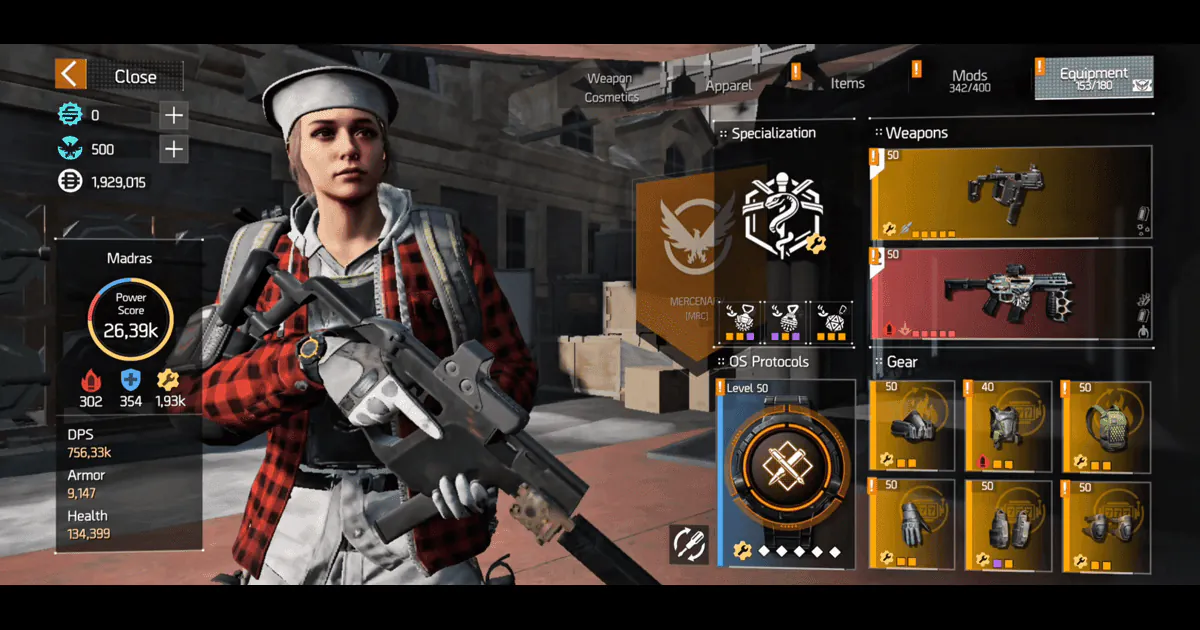 Close
0
500
1,929,015
Madras
Power
Score
26,39k
302
354
1,93k
DPS
756,33k
Armor
9,147
Health
134,399
Weapon
Cosmetics
Apparel
Items
Mods
342/400
Equipment
153/180
Specialization
MERCENARY
[MRC]
OS Protocols
Level 50
Weapons
50
50
Gear
50
40
50
50
50
50